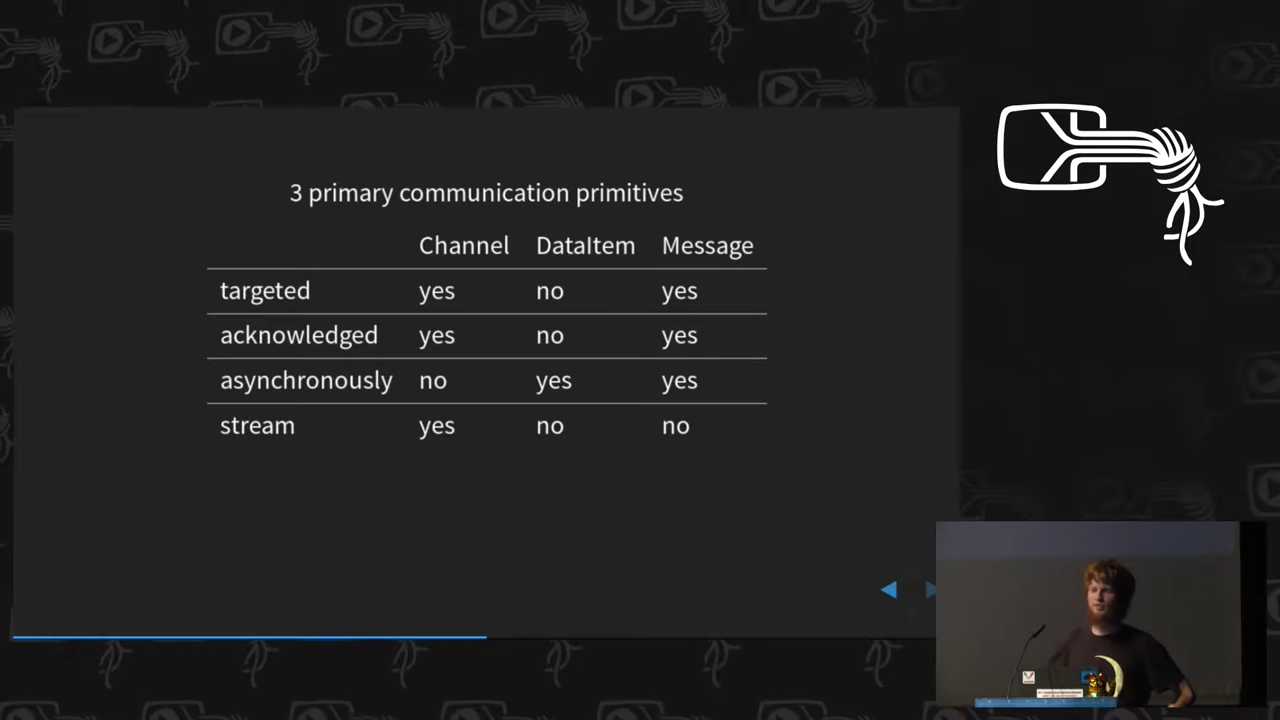 3 primary communication primitives
Channel DataItem Message
targeted yes no yes
acknowledged yes no yes
asynchronously no yes yes
stream yes no no